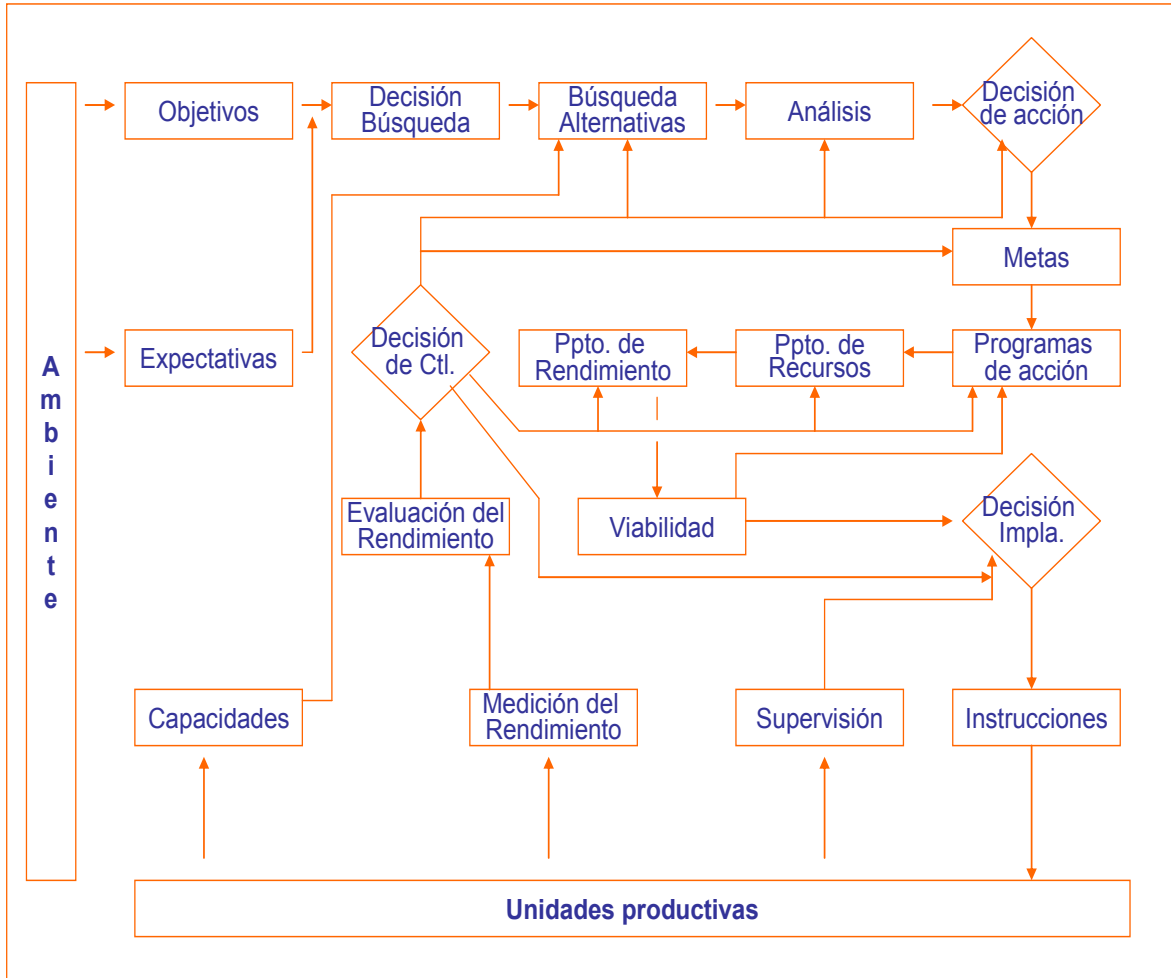 Objetivos
Decisión
Búsqueda
Búsqueda
Alternativas
Análisis
Decisión
de acción
Metas
Ambiente
Expectativas
Decisión
de Ctl.
Ppto. de
Rendimiento
Ppto. de
Recursos
Programas
de acción
Evaluación del
Rendimiento
Viabilidad
Decisión
Impla.
Capacidades
Medición del
Rendimiento
Supervisión
Instrucciones
Unidades productivas